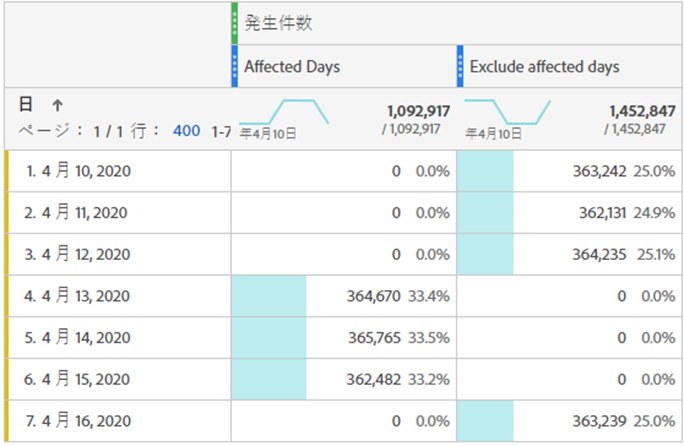 発生件数
Affected Days
Exclude affected days
日 ↑
ページ： 1 / 1 行： 400 1-7
年4月10日
1,092,917
/ 1,092,917
年4月10日
1,452,847
/ 1,452,847
1. 4 月 10, 2020 0 0.0% 363,242 25.0%
2. 4 月 11, 2020 0 0.0% 362,131 24.9%
3. 4 月 12, 2020 0 0.0% 364,235 25.1%
4. 4 月 13, 2020 364,670 33.4% 0 0.0%
5. 4 月 14, 2020 365,765 33.5% 0 0.0%
6. 4 月 15, 2020 362,482 33.2% 0 0.0%
7. 4 月 16, 2020 0 0.0% 363,239 25.0%